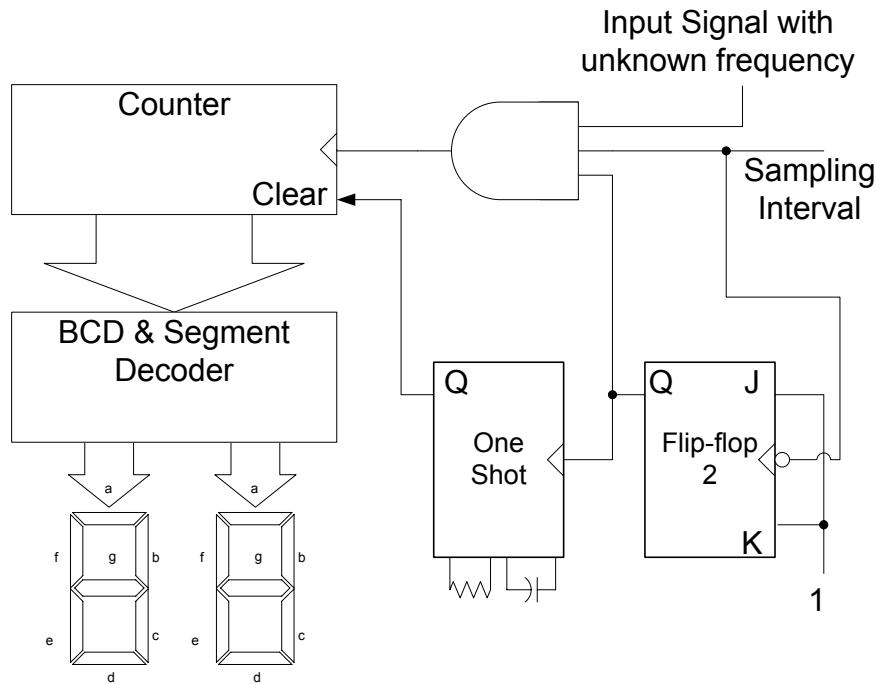 Input Signal with
unknown frequency
Counter
Clear
Sampling
Interval
BCD & Segment
Decoder
Q
One
Shot
Q
J
Flip-flop
2
K
1
a
a
f
g
b
f
g
b
e
c
e
c
d
d